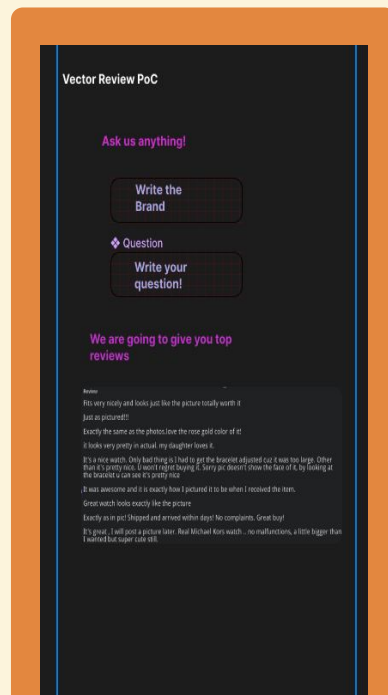 Vector Review PoC
Ask us anything!
Write the
Brand
❖ Question
Write your
question!
We are going to give you top
reviews
Review
Fits very nicely and looks just like the picture totally worth it
Just as pictured!!!
Exactly the same as the photos.love the rose gold color of it!
it looks very pretty in actual. my daughter loves it.
It's a nice watch. Only bad thing is I had to get the bracelet adjusted cuz it was too large. Other
than it's pretty nice. U won't regret buying it. Sorry pic doesn't show the face of it, by looking at
the bracelet u can see it's pretty nice
It was awesome and it is exactly how I pictured it to be when I received the item.
Great watch looks exactly like the picture
Exactly as in pic! Shipped and arrived within days! No complaints. Great buy!
It's great , I will post a picture later. Real Michael Kors watch .. no malfunctions, a little bigger than
I wanted but super cute still.